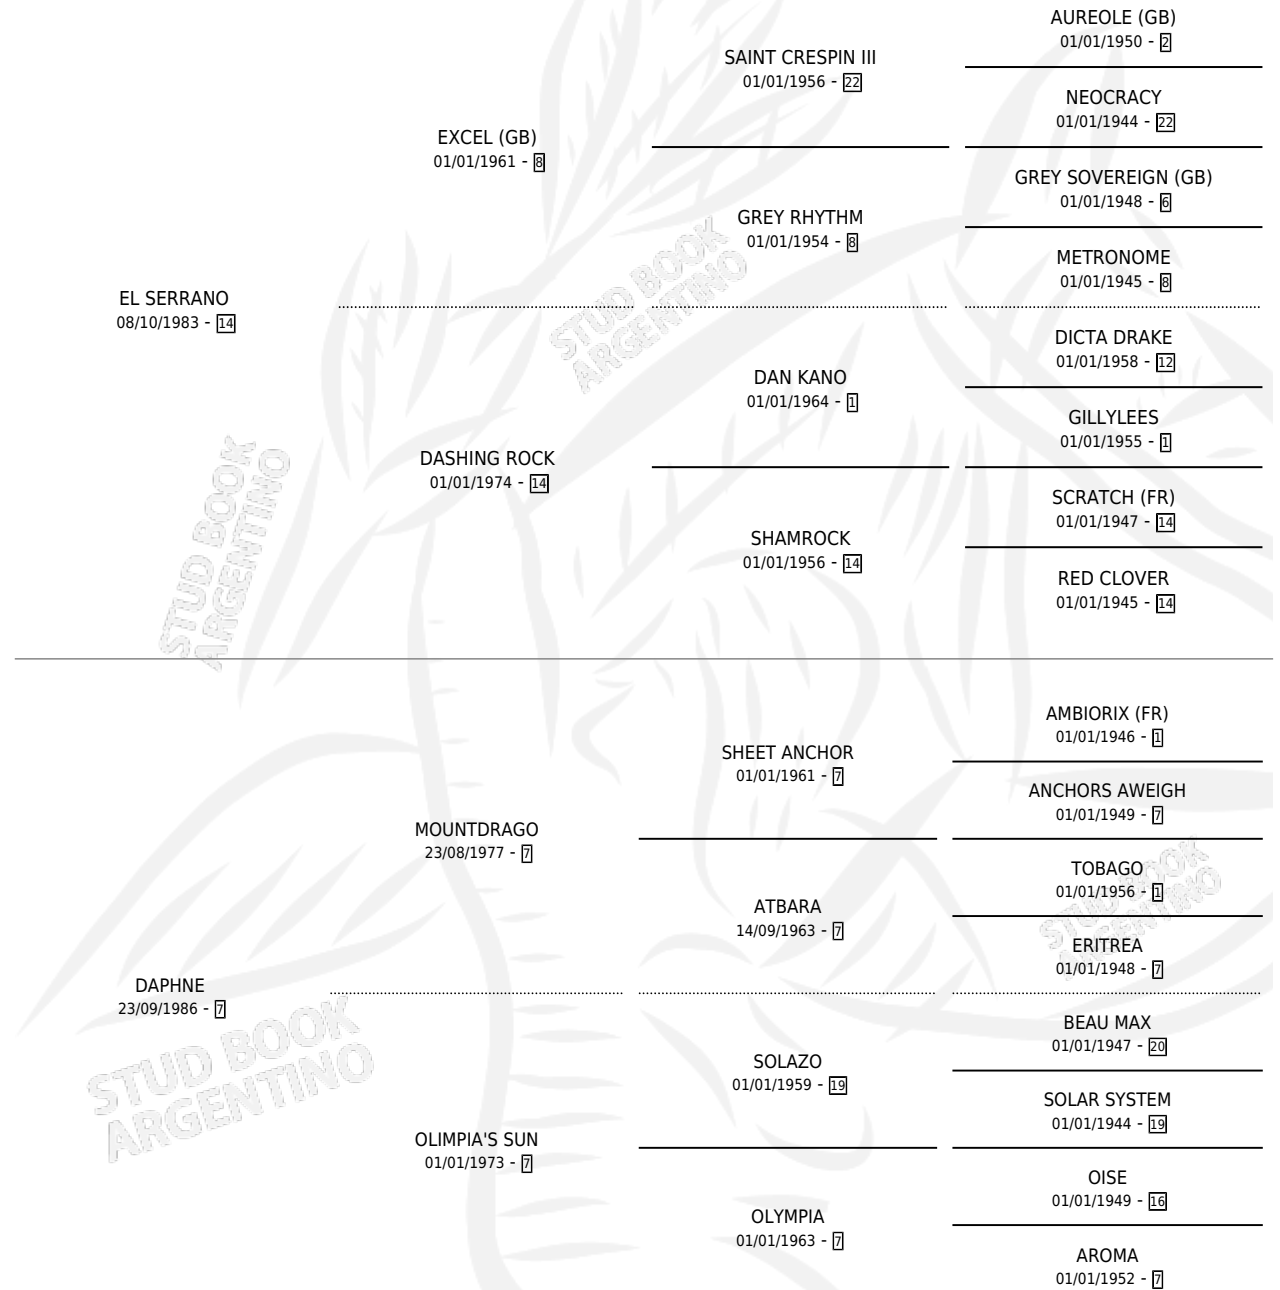 AUREOLE (GB)
01/01/1950 - 2
SAINT CRESPIN III
01/01/1956 - 22
NEOCRACY
01/01/1944 - 22
EXCEL (GB)
01/01/1961 - 8
GREY SOVEREIGN (GB)
01/01/1948 - 6
GREY RHYTHM
01/01/1954 - 8
METRONOME
01/01/1945 - 8
EL SERRANO
08/10/1983 - 14
STUD BOOK
ARGENTINO
DICTA DRAKE
01/01/1958 - 12
DAN KANO
01/01/1964 - 1
GILLYLEES
01/01/1955 - 1
DASHING ROCK
01/01/1974 - 14
SCRATCH (FR)
01/01/1947 - 14
SHAMROCK
01/01/1956 - 14
RED CLOVER
01/01/1945 - 14
STUD BOOK
ARGENTINO
AMBIORIX (FR)
01/01/1946 - 1
SHEET ANCHOR
01/01/1961 - 7
ANCHORS AWEIGH
01/01/1949 - 7
MOUNTDRAGO
23/08/1977 - 7
TOBAGO
01/01/1956 - 1
ATBARA
14/09/1963 - 7
ERITREA
01/01/1948 - 7
STUD BOOK
ARGENTINO
DAPHNE
23/09/1986 - 7
BEAU MAX
01/01/1947 - 20
SOLAZO
01/01/1959 - 19
SOLAR SYSTEM
01/01/1944 - 19
STUD BOOK
ARGENTINO
OLIMPIA'S SUN
01/01/1973 - 7
OISE
01/01/1949 - 16
OLYMPIA
01/01/1963 - 7
AROMA
01/01/1952 - 7